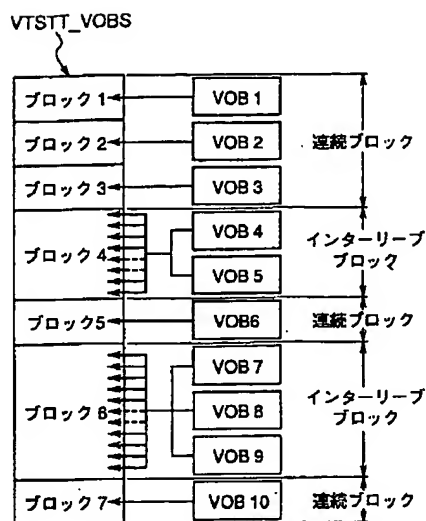 VTSTT_VOBS
ブロック 1
VOB 1
ブロック 2
VOB 2
連続ブロック
ブロック 3
VOB 3
VOB 4
インターリーブ
ブロック
ブロック 4
VOB 5
ブロック5
VOB6
連続ブロック
VOB 7
ブロック 6
VOB 8
インターリーブ
ブロック
VOB 9
ブロック 7
VOB 10
連続ブロック